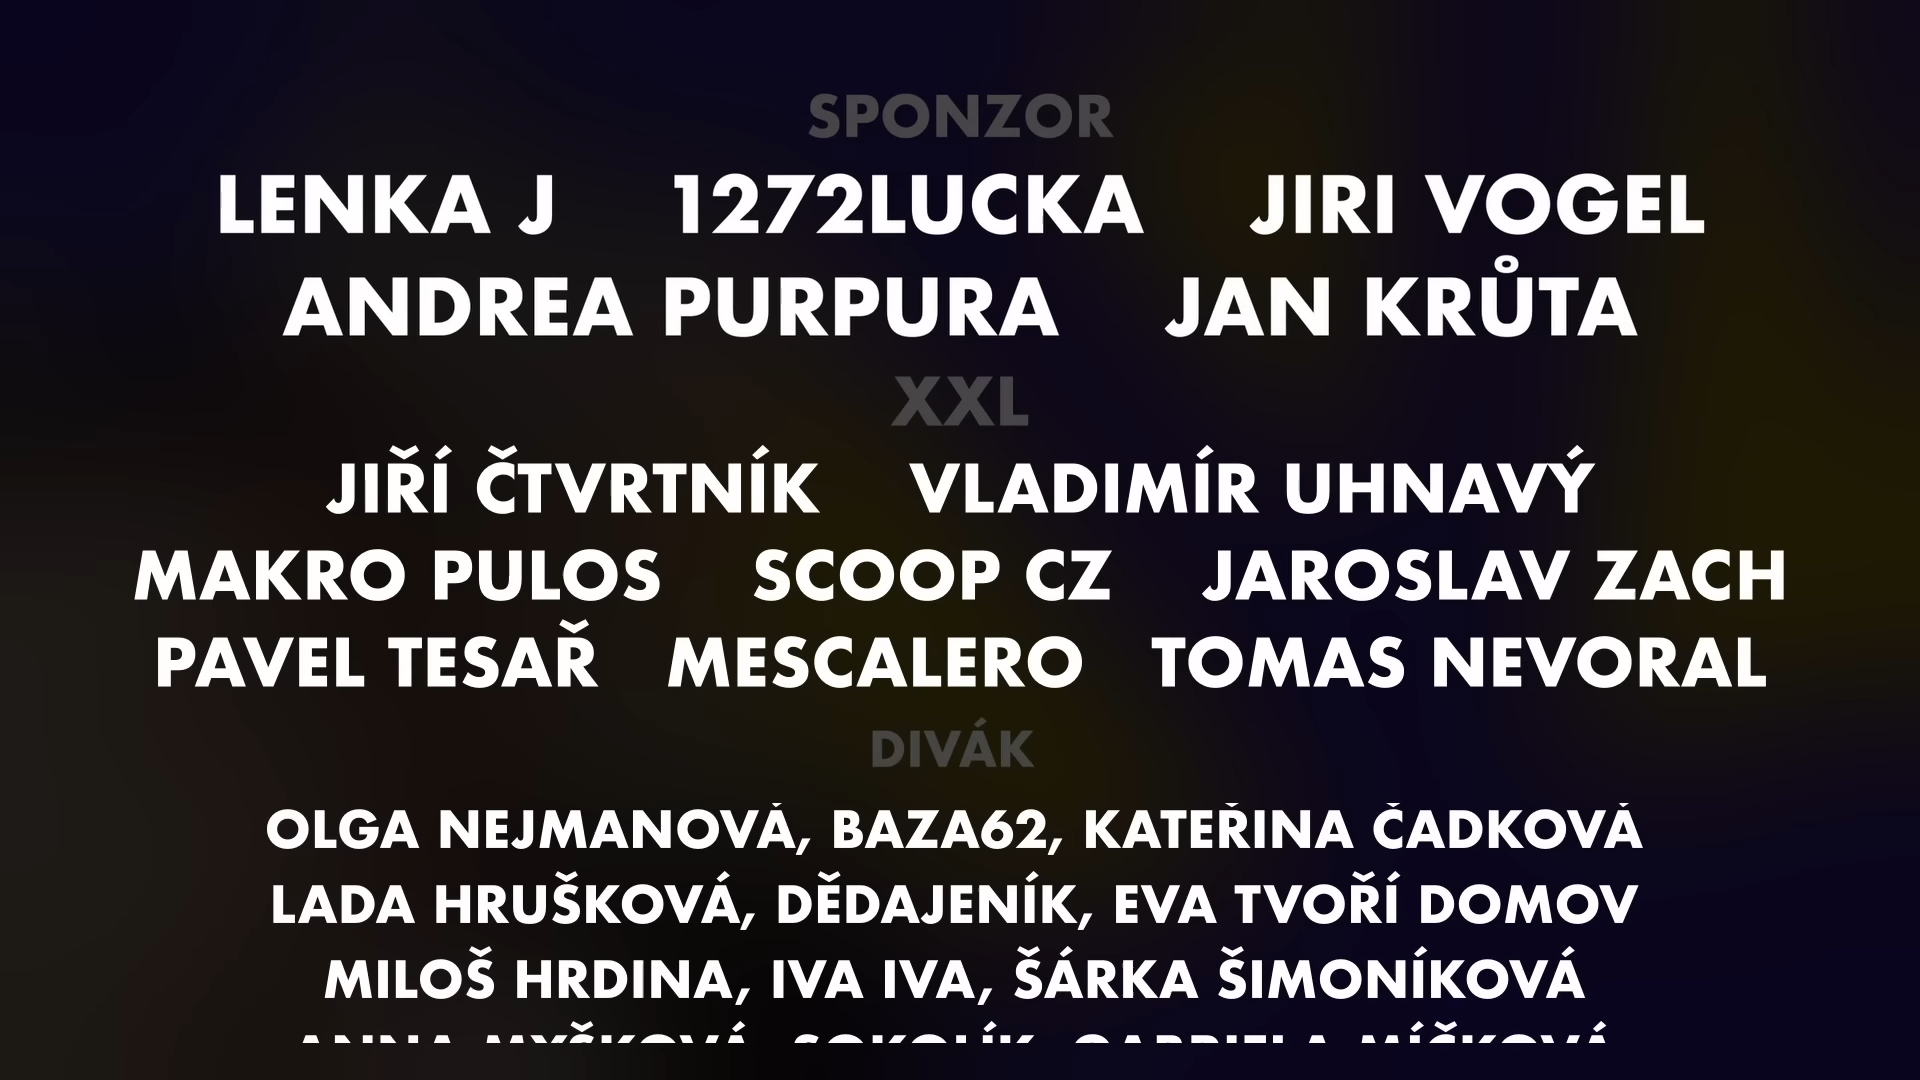 SPONZOR
LENKA J 1272LUCKA JIRI VOGEL
ANDREA PURPURA JAN KRŮTA
XXL
JIŘÍ ČTVRTNÍK VLADIMÍR UHNAVÝ
MAKRO PULOS SCOOP CZ JAROSLAV ZACH
PAVEL TESAŘ MESCALERO TOMAS NEVORAL
DIVÁK
OLGA NEJMANOVÁ, BAZA62, KATEŘINA ČADKOVÁ
LADA HRUŠKOVÁ, DĚDAJENÍK, EVA TVOŘÍ DOMOV
MILOŠ HRDINA, IVA IVA, ŠÁRKA ŠIMONÍKOVÁ